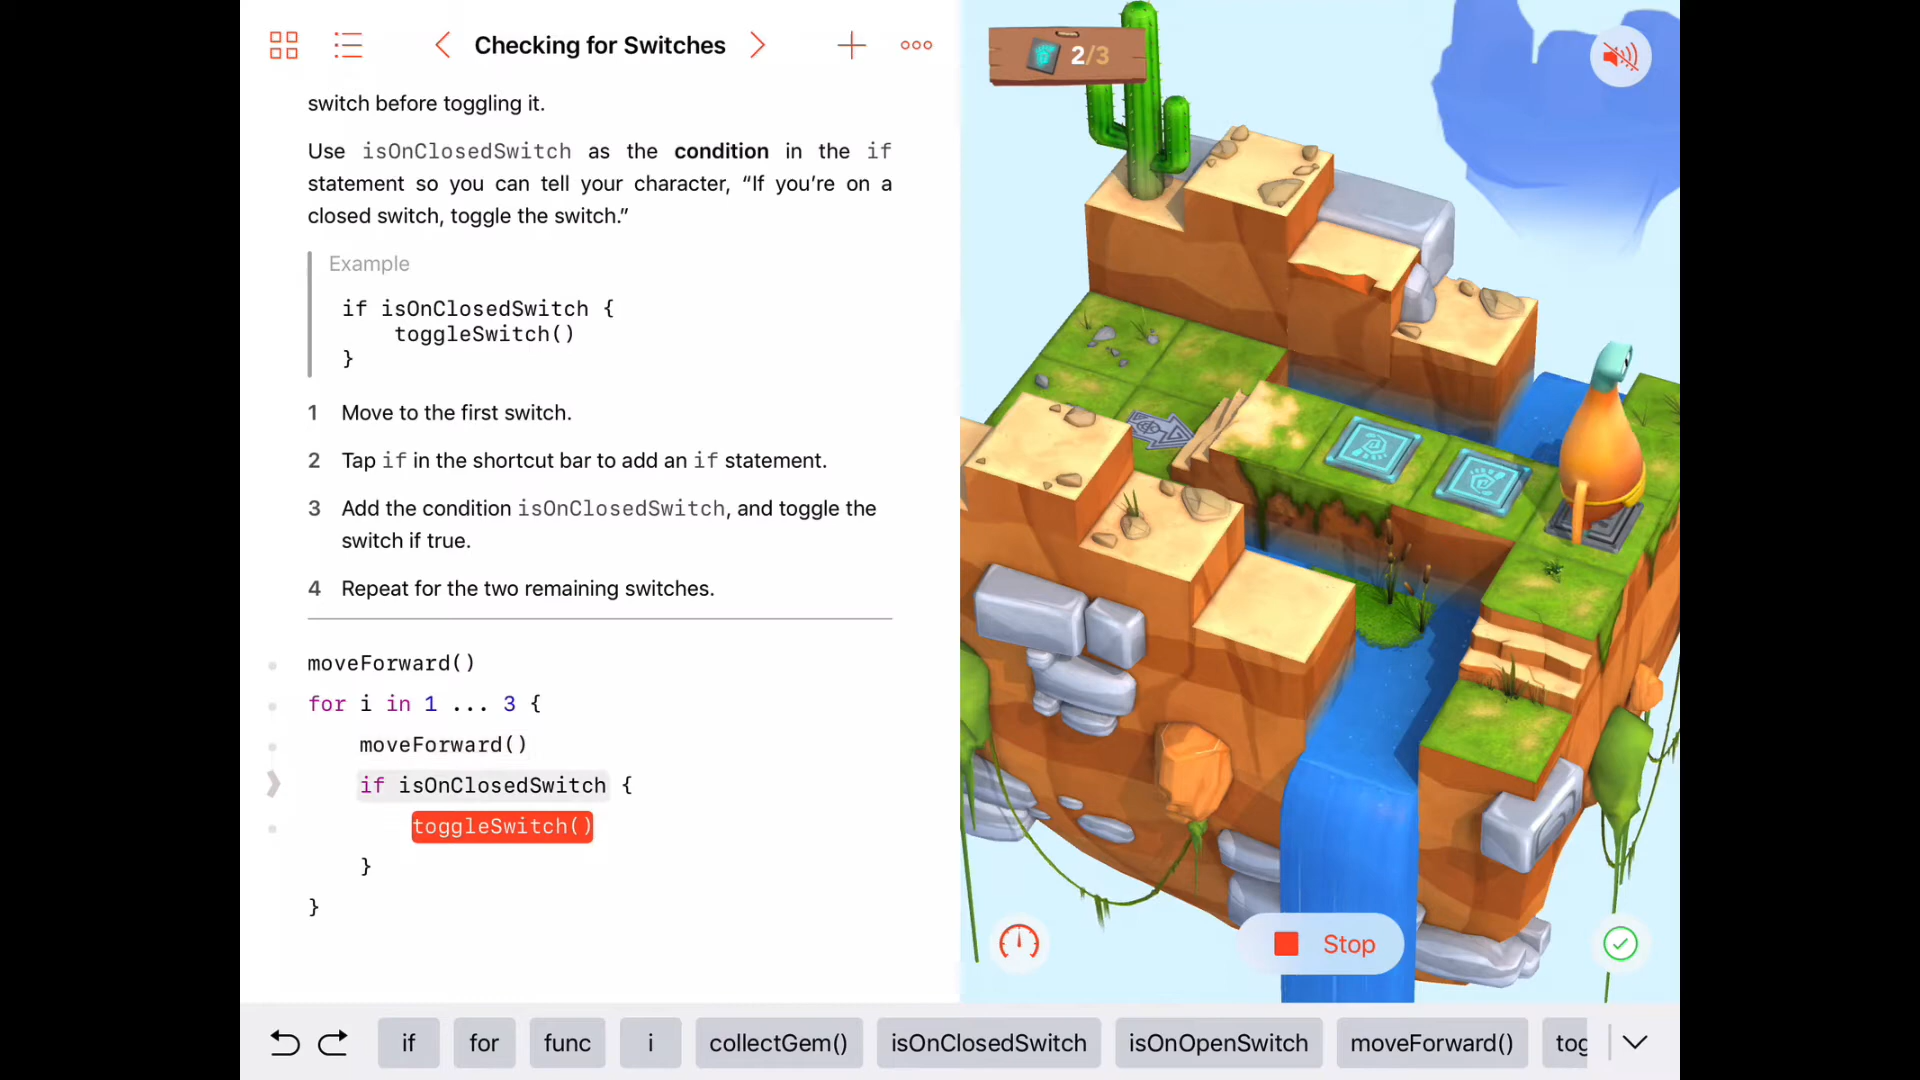 Checking for Switches
switch before toggling it.
Use isOnClosedSwitch as the condition in the if
statement so you can tell your character, “If you’re on a
closed switch, toggle the switch.”
Example
if isOnClosedSwitch {
toggleSwitch()
}
1 Move to the first switch.
2 Tap if in the shortcut bar to add an if statement.
3 Add the condition isOnClosedSwitch, and toggle the
switch if true.
4 Repeat for the two remaining switches.
moveForward()
for i in 1 ... 3 {
moveForward()
if isOnClosedSwitch {
toggleSwitch()
}
}
2/3
Stop
if for func i collectGem() isOnClosedSwitch isOnOpenSwitch moveForward() tog